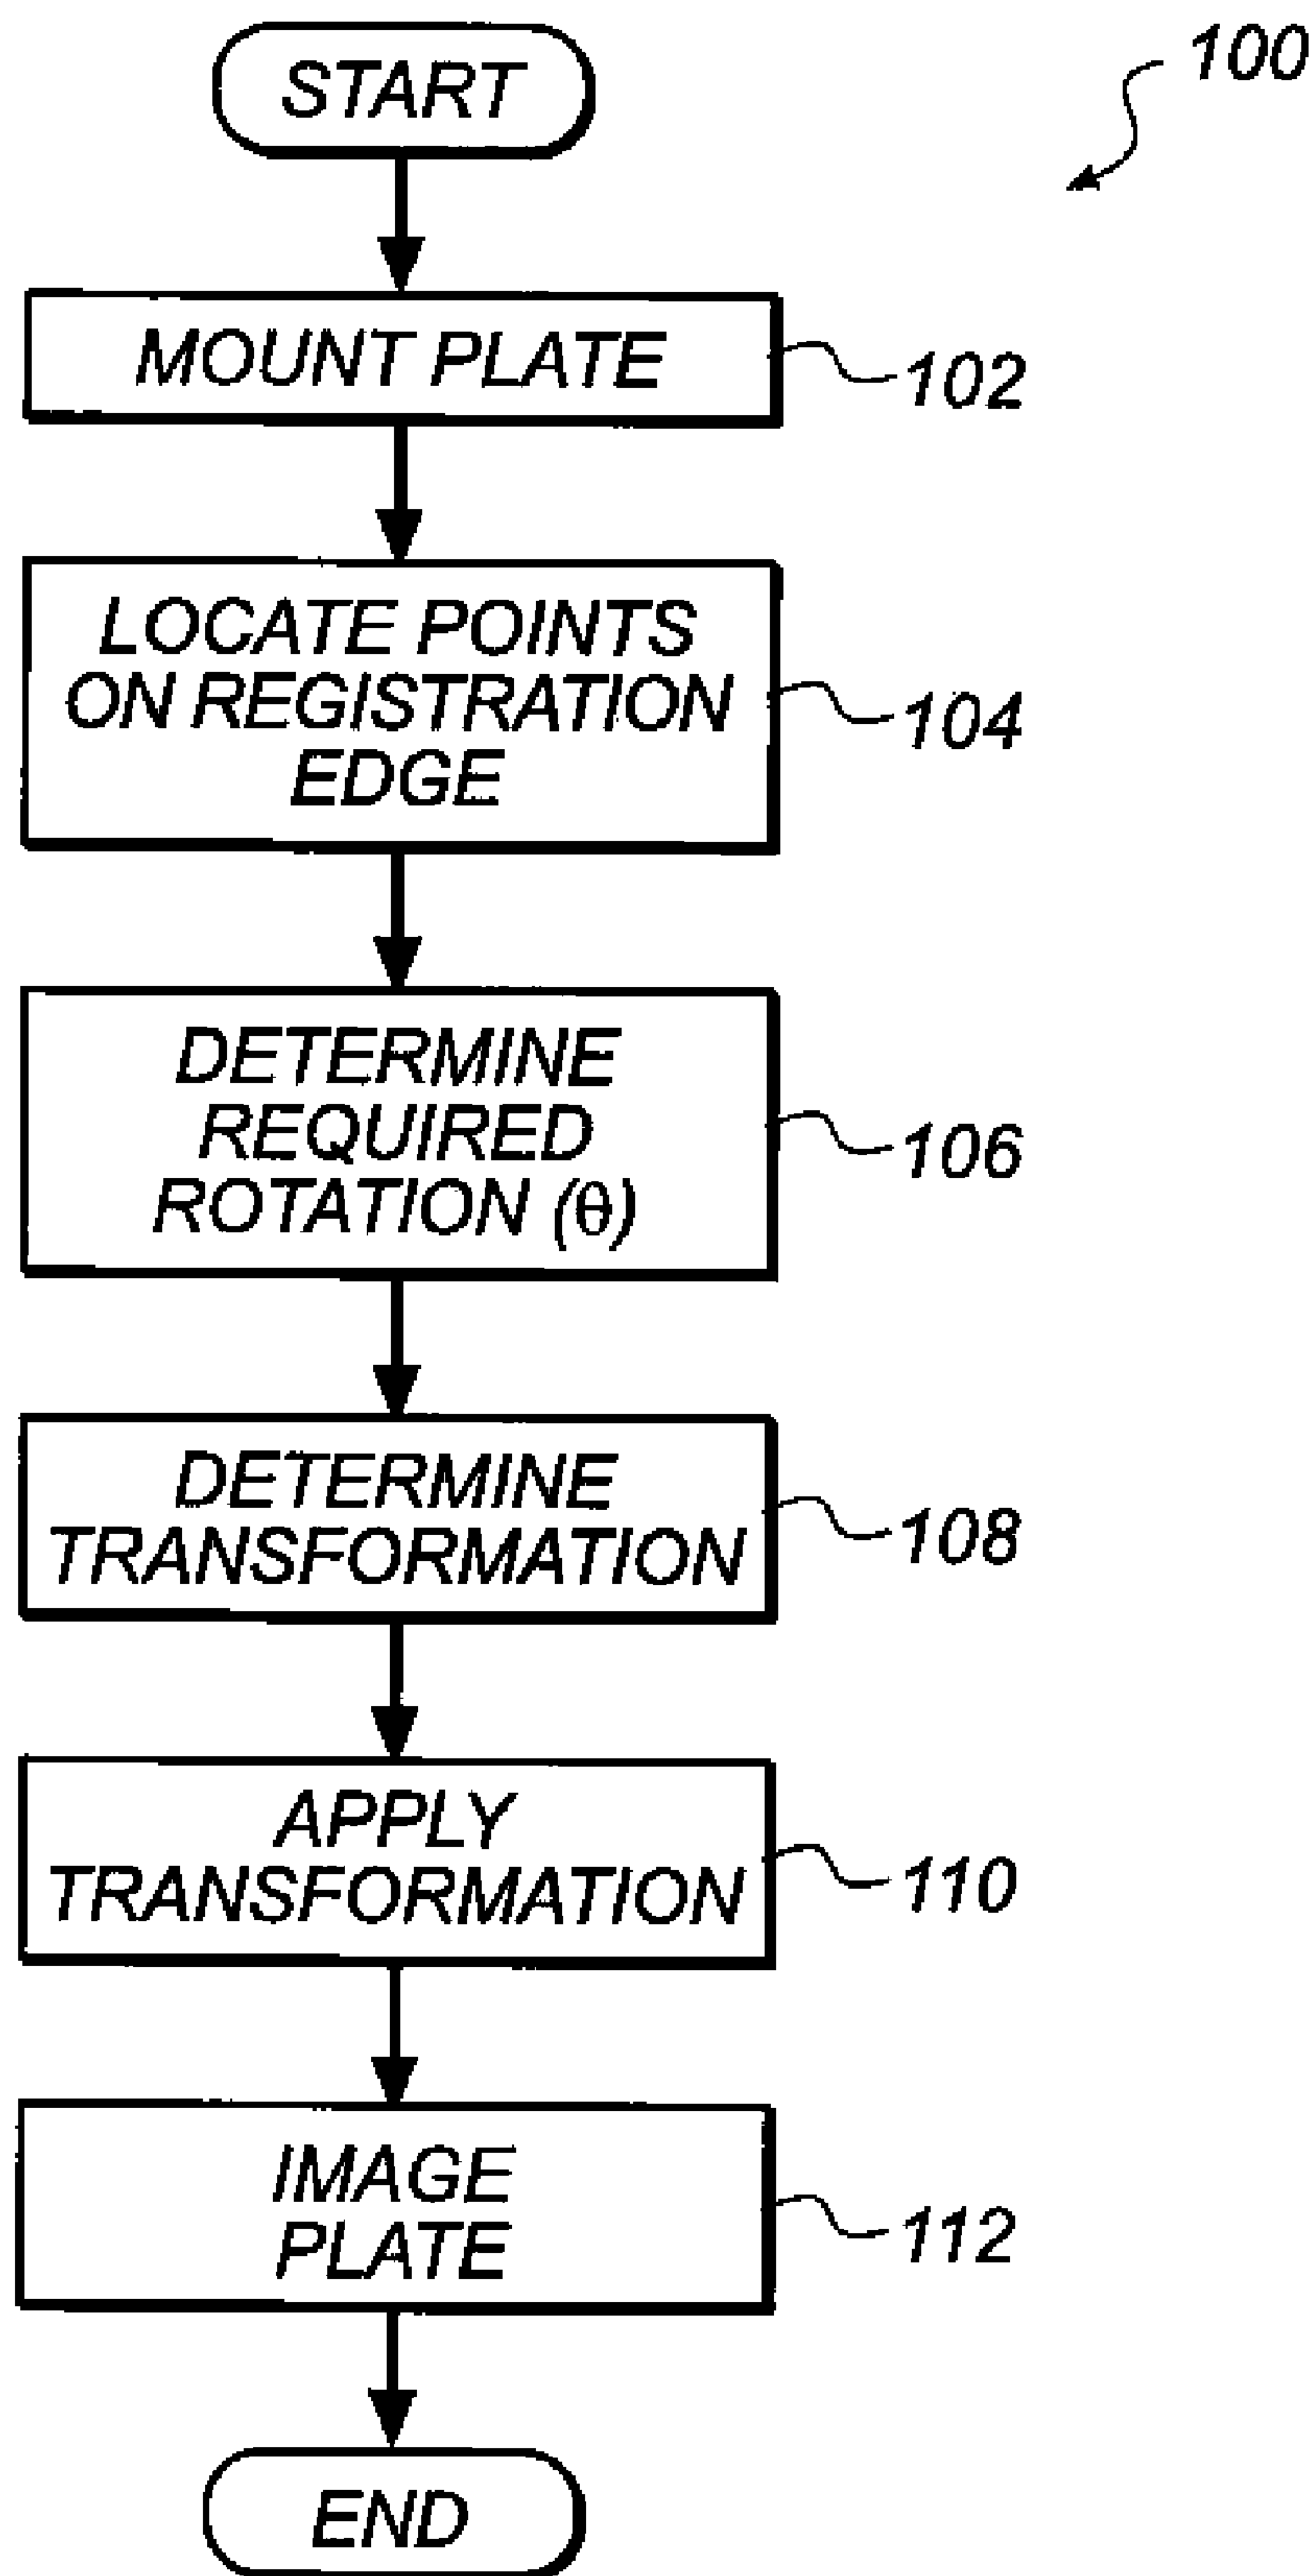 START
100
MOUNT PLATE
102
LOCATE POINTS
ON REGISTRATION
EDGE
104
DETERMINE
REQUIRED
ROTATION (θ)
106
DETERMINE
TRANSFORMATION
108
APPLY
TRANSFORMATION
110
IMAGE
PLATE
112
END